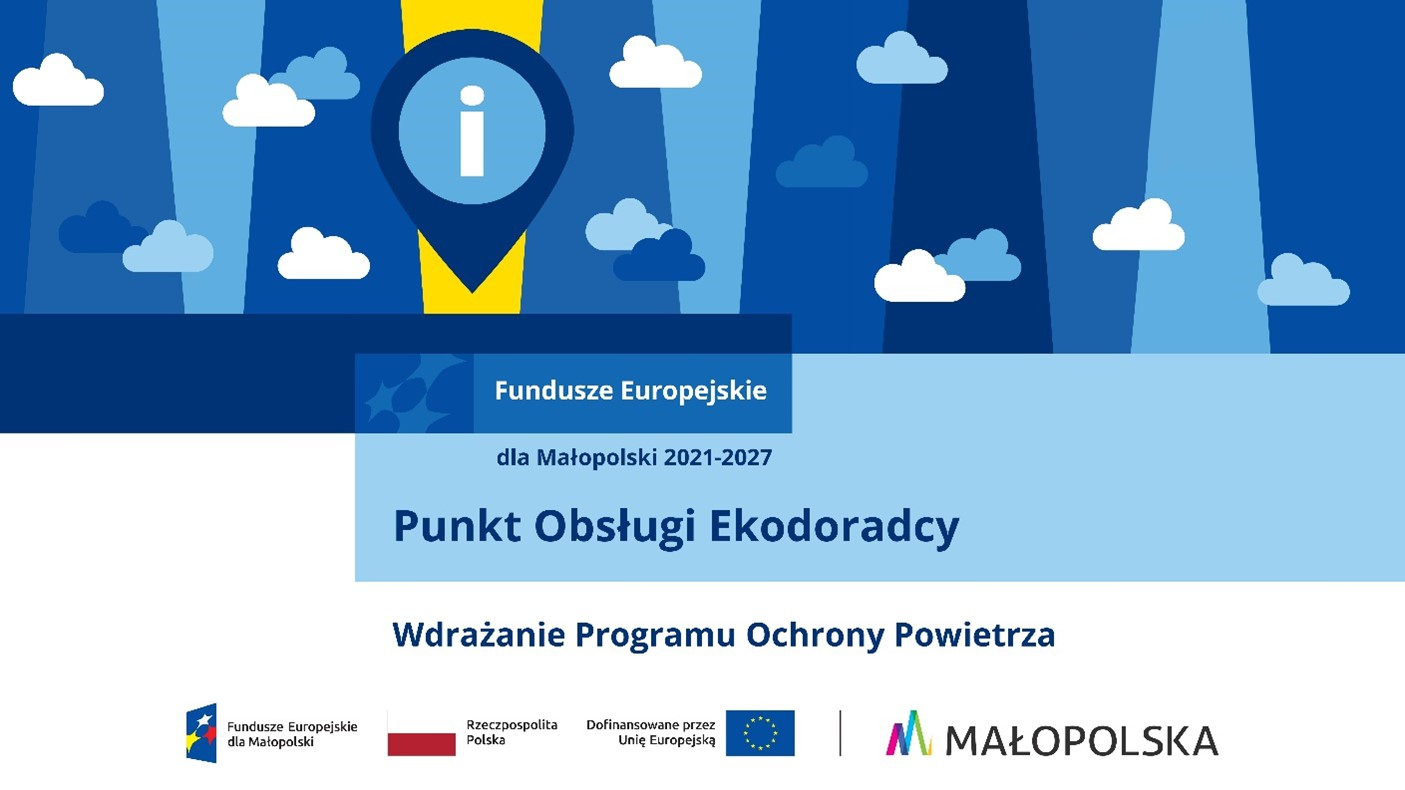 i
Fundusze Europejskie
dla Małopolski 2021-2027
Punkt Obsługi Ekodoradcy
Wdrażanie Programu Ochrony Powietrza
Fundusze Europejskie
dla Małopolski
Rzeczpospolita
Polska
Dofinansowane przez
Unię Europejską
MAŁOPOLSKA